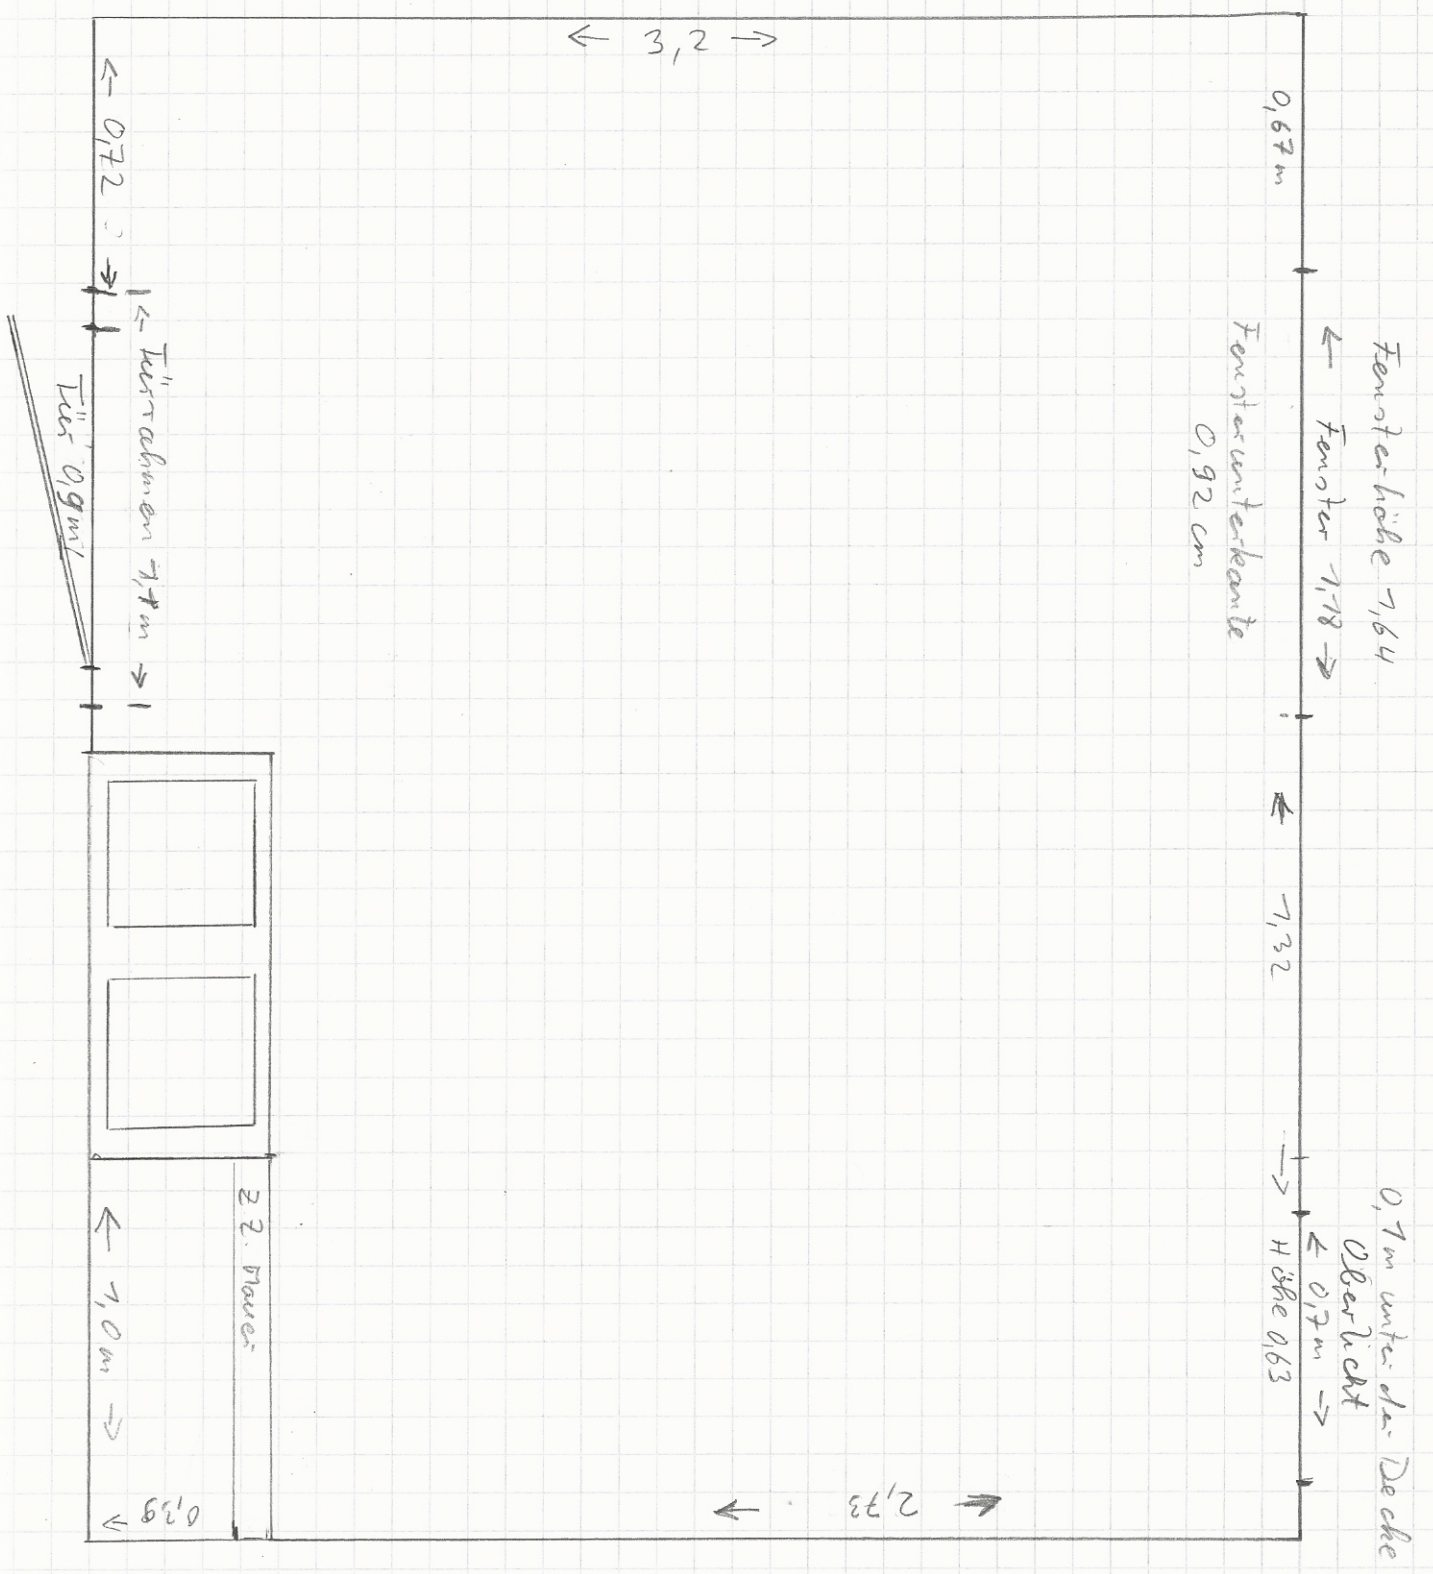 ← 3,2 →
0,67 m
← 0,72 →
← Türrahmen 1,1m →
Tür 0,9m
Fensterhöhe 1,64
← Fenster 1,18 →
Fensterunterkante
0,92 cm
← 1,32 →
0,1m unter der Decke
Oberlicht
← 0,7m →
Höhe 0,63
z Z. Mauer
← 1,0m →
0,39
← 2,73 →